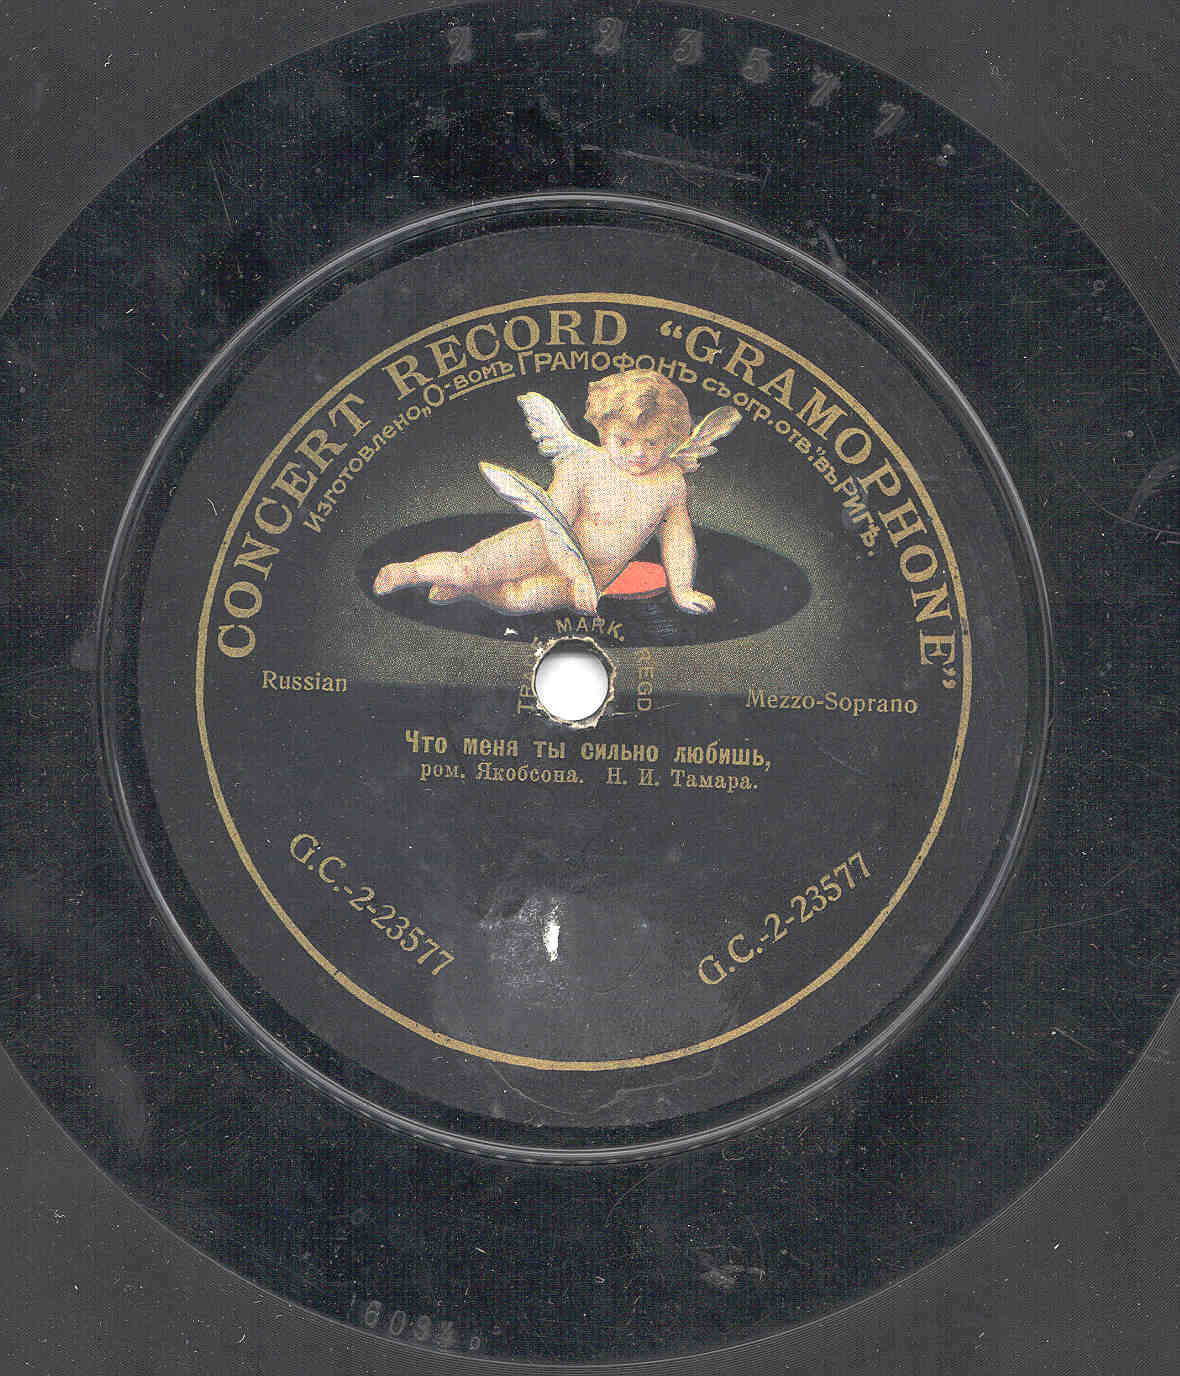 2-23577
CONCERT RECORD “GRAMOPHONE”
Изготовлено „О-вомъ ГРАМОФОНЪ съ огр. отв.“ въ Ригѣ.
TRADE MARK. REGD
Russian
Mezzo-Soprano
Что меня ты сильно любишь,
ром. Якобсона. Н. И. Тамара.
G.C.-2-23577
G.C.-2-23577